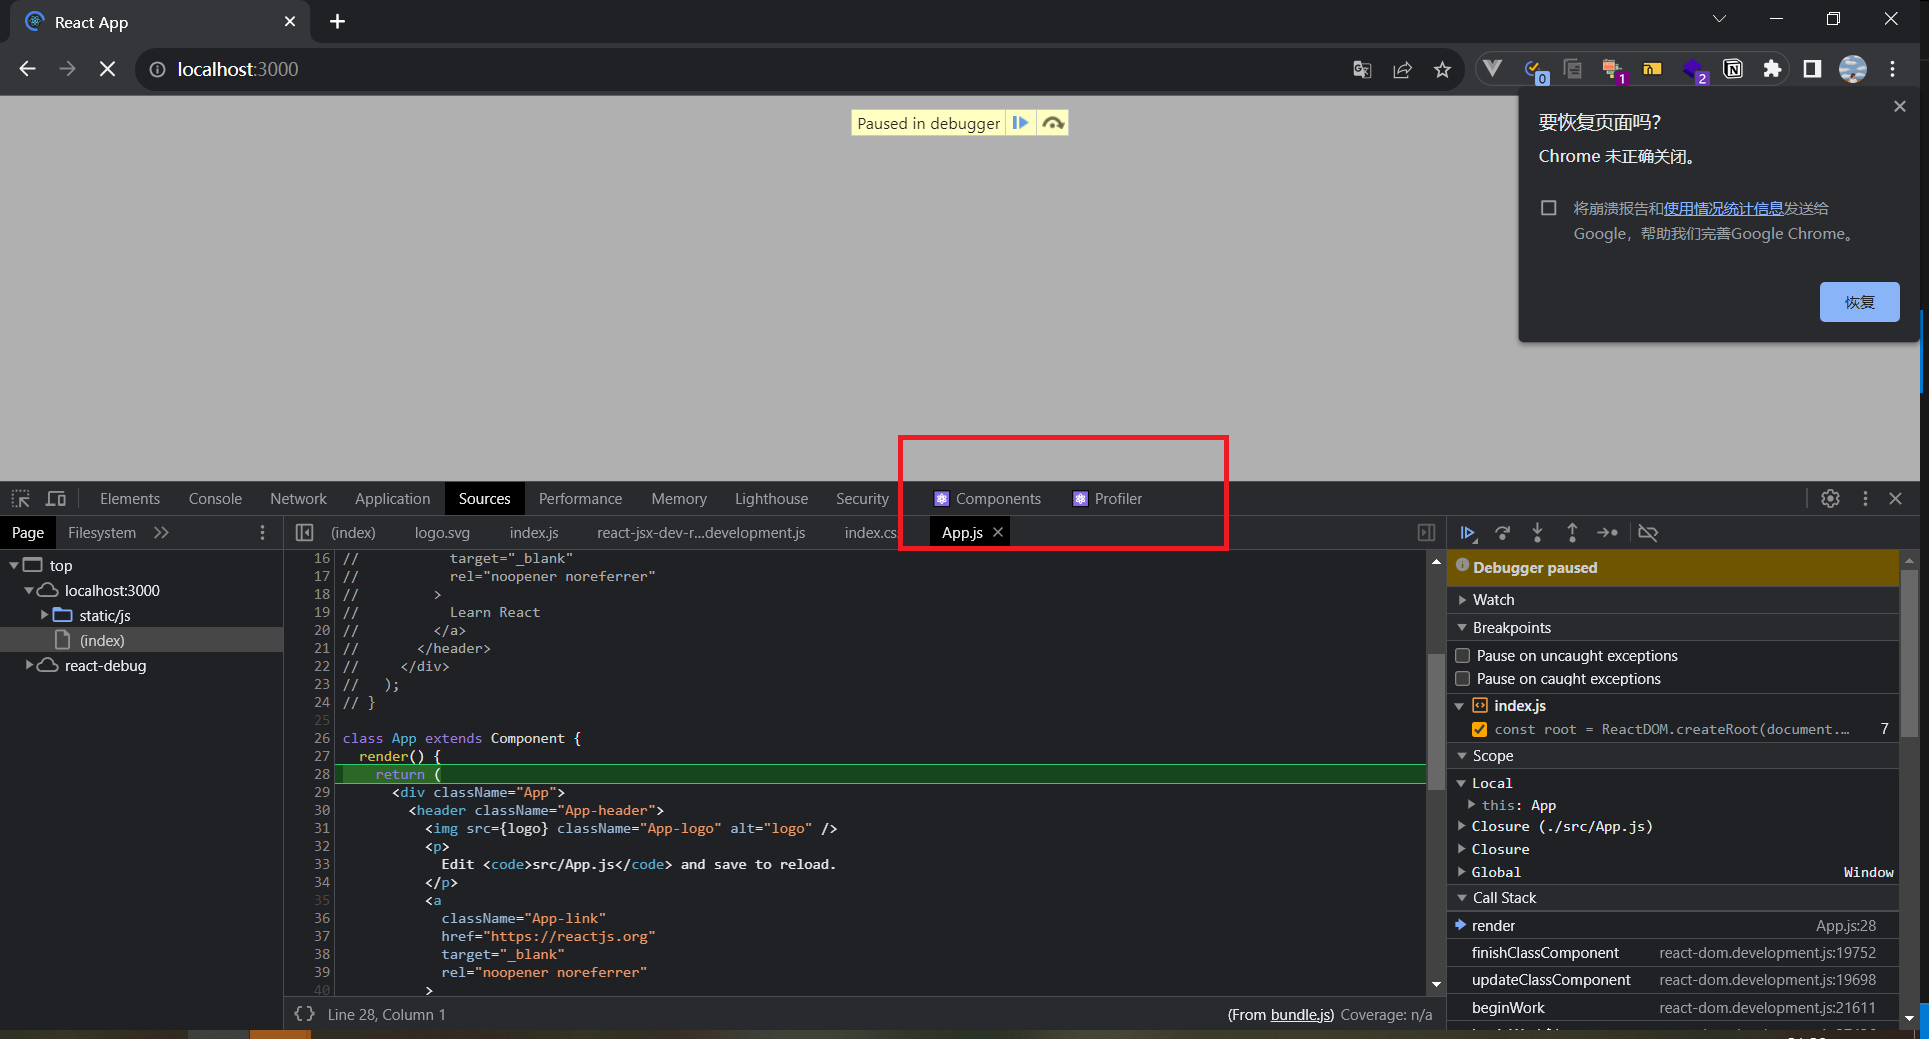 React App
localhost:3000
0
1
2
Paused in debugger
要恢复页面吗?
Chrome 未正确关闭。
将崩溃报告和使用情况统计信息发送给
Google，帮助我们完善Google Chrome。
恢复
Elements Console Network Application Sources Performance Memory Lighthouse Security Components Profiler
Page Filesystem
(index) logo.svg index.js react-jsx-dev-r...development.js index.cs App.js
top
localhost:3000
static/js
(index)
react-debug
16 // target="_blank"
17 // rel="noopener noreferrer"
18 // >
19 // Learn React
20 // </a>
21 // </header>
22 // </div>
23 // );
24 // }
25
26 class App extends Component {
27 render() {
28 return (
29 <div className="App">
30 <header className="App-header">
31 <img src={logo} className="App-logo" alt="logo" />
32 <p>
33 Edit <code>src/App.js</code> and save to reload.
34 </p>
35 <a
36 className="App-link"
37 href="https://reactjs.org"
38 target="_blank"
39 rel="noopener noreferrer"
40 >
{} Line 28, Column 1
(From bundle.js) Coverage: n/a
Debugger paused
Watch
Breakpoints
Pause on uncaught exceptions
Pause on caught exceptions
index.js
const root = ReactDOM.createRoot(document.… 7
Scope
Local
this: App
Closure (./src/App.js)
Closure
Global Window
Call Stack
render App.js:28
finishClassComponent react-dom.development.js:19752
updateClassComponent react-dom.development.js:19698
beginWork react-dom.development.js:21611